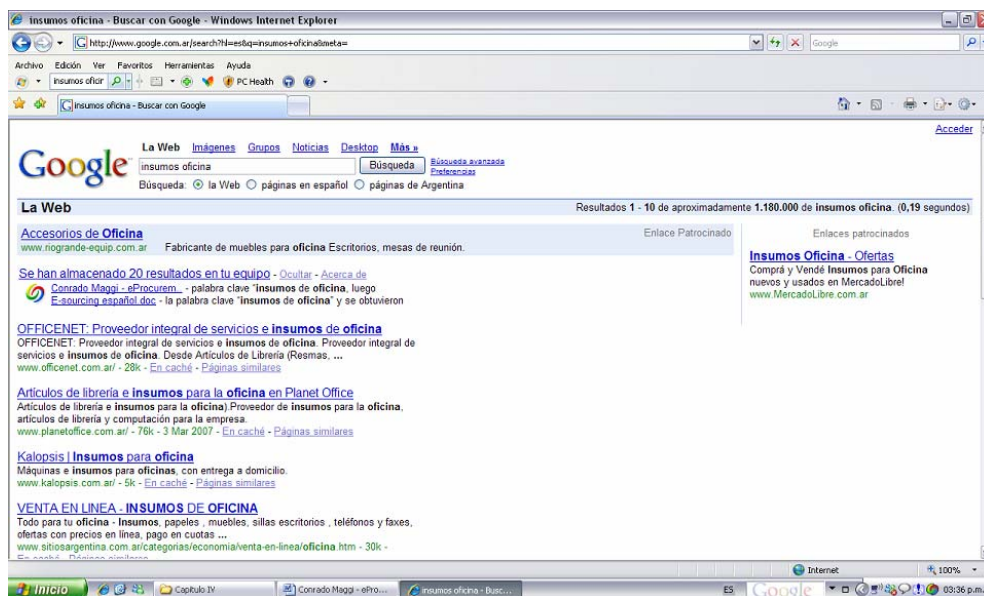 insumos oficina - Buscar con Google - Windows Internet Explorer
http://www.google.com.ar/search?hl=es&q=insumos+oficina&meta=
Google
Archivo Edición Ver Favoritos Herramientas Ayuda
insumos oficir PC Health
insumos oficina - Buscar con Google
Acceder
Google
La Web Imágenes Grupos Noticias Desktop Más »
insumos oficina Búsqueda Búsqueda avanzada
Preferencias
Búsqueda: la Web páginas en español páginas de Argentina
La Web Resultados 1 - 10 de aproximadamente 1.180.000 de insumos oficina. (0,19 segundos)
Accesorios de Oficina Enlace Patrocinado
www.riogrande-equip.com.ar Fabricante de muebles para oficina Escritorios, mesas de reunión.
Enlaces patrocinados
Insumos Oficina - Ofertas
Comprá y Vendé Insumos para Oficina
nuevos y usados en MercadoLibre!
www.MercadoLibre.com.ar
Se han almacenado 20 resultados en tu equipo - Ocultar - Acerca de
Conrado Maggi - eProcurem... - palabra clave "insumos de oficina, luego
E-sourcing español.doc - la palabra clave "insumos de oficina" y se obtuvieron
OFFICENET: Proveedor integral de servicios e insumos de oficina
OFFICENET: Proveedor integral de servicios e insumos de oficina. Proveedor integral de
servicios e insumos de oficina. Desde Artículos de Librería (Resmas, ...
www.officenet.com.ar/ - 28k - En caché - Páginas similares
Artículos de librería e insumos para la oficina en Planet Office
Artículos de librería e insumos para la oficina).Proveedor de insumos para la oficina,
artículos de librería y computación para la empresa.
www.planetoffice.com.ar/ - 76k - 3 Mar 2007 - En caché - Páginas similares
Kalopsis | Insumos para oficina
Máquinas e insumos para oficinas, con entrega a domicilio.
www.kalopsis.com.ar/ - 5k - En caché - Páginas similares
VENTA EN LINEA - INSUMOS DE OFICINA
Todo para tu oficina - Insumos, papeles , muebles, sillas escritorios , teléfonos y faxes,
ofertas con precios en línea, pago en cuotas ...
www.sitiosargentina.com.ar/categorias/economia/venta-en-linea/oficina.htm - 30k -
En caché - Páginas similares
Internet 100%
Inicio Capitulo IV Conrado Maggi - ePro... insumos oficina - Busc... ES Google 03:36 p.m.